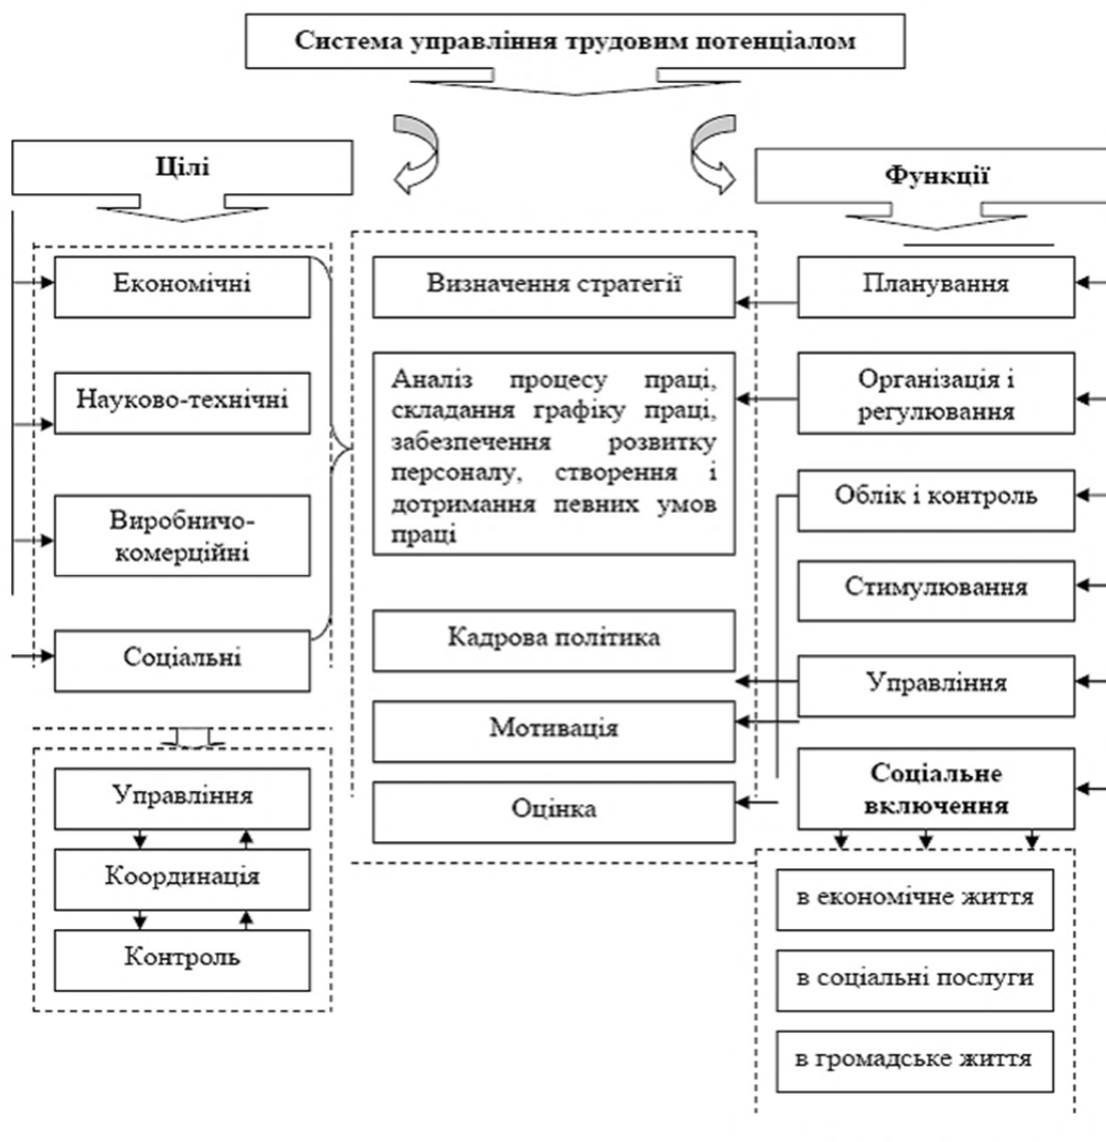 Система управління трудовим потенціалом
Цілі
Економічні
Науково-технічні
Виробничо-
комерційні
Соціальні
Управління
Координація
Контроль
Визначення стратегії
Аналіз процесу праці,
складання графіку праці,
забезпечення розвитку
персоналу, створення і
дотримання певних умов
праці
Кадрова політика
Мотивація
Оцінка
Функції
Планування
Організація і
регулювання
Облік і контроль
Стимулювання
Управління
Соціальне
включення
в економічне життя
в соціальні послуги
в громадське життя